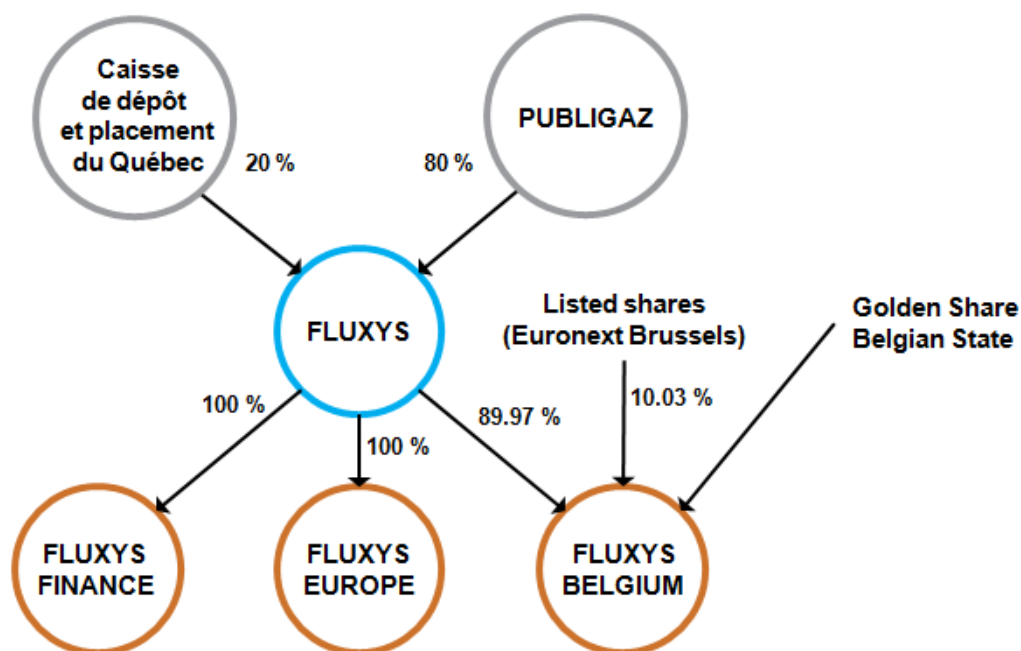 Caisse
de dépôt
et placement
du Québec
PUBLIGAZ
20 %
80 %
FLUXYS
Listed shares
(Euronext Brussels)
Golden Share
Belgian State
100 %
100 %
89.97 %
10.03 %
FLUXYS
FINANCE
FLUXYS
EUROPE
FLUXYS
BELGIUM